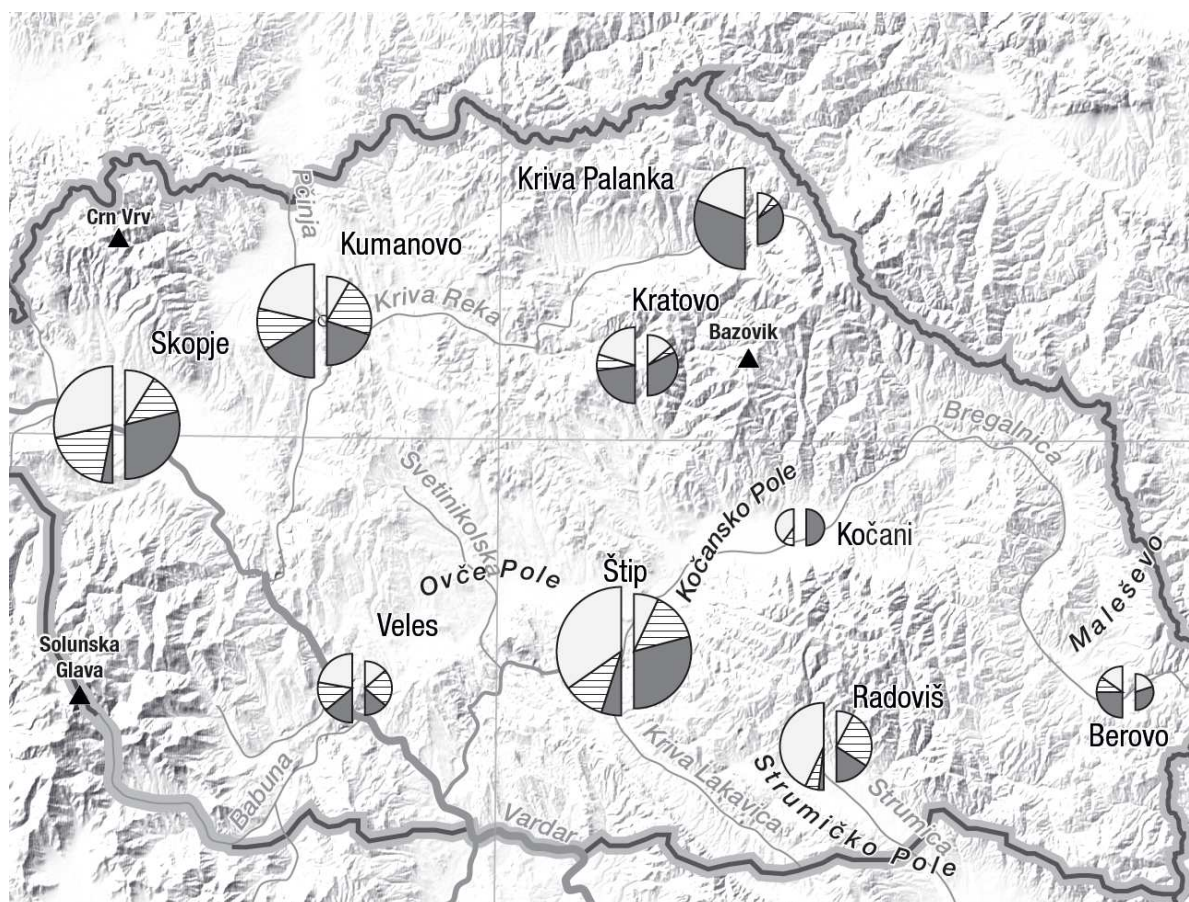 Kriva Palanka
Pčinja
Crn Vrv
Kumanovo
Kriva Reka
Kratovo
Bazovik
Skopje
Bregalnica
Svetinikolska
Kočansko Pole
Kočani
Ovče Pole
Štip
Maleševo
Veles
Solunska
Glava
Radoviš
Berovo
Kriva Lakavica
Strumica
Babuna
Vardar
Strumičko Pole